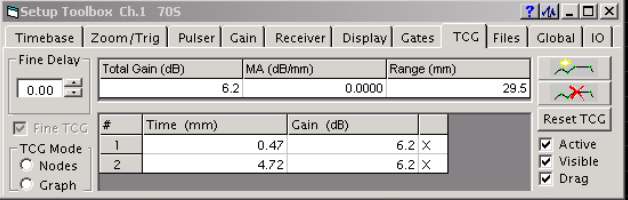 Setup Toolbox Ch.1 70S
Timebase Zoom/Trig Pulser Gain Receiver Display Gates TCG Files Global IO
Fine Delay
0.00
Total Gain (dB) MA (dB/mm) Range (mm)
6.2 0.0000 29.5
Fine TCG
TCG Mode
Nodes
Graph
# Time (mm) Gain (dB)
1 0.47 6.2 X
2 4.72 6.2 X
Reset TCG
Active
Visible
Drag